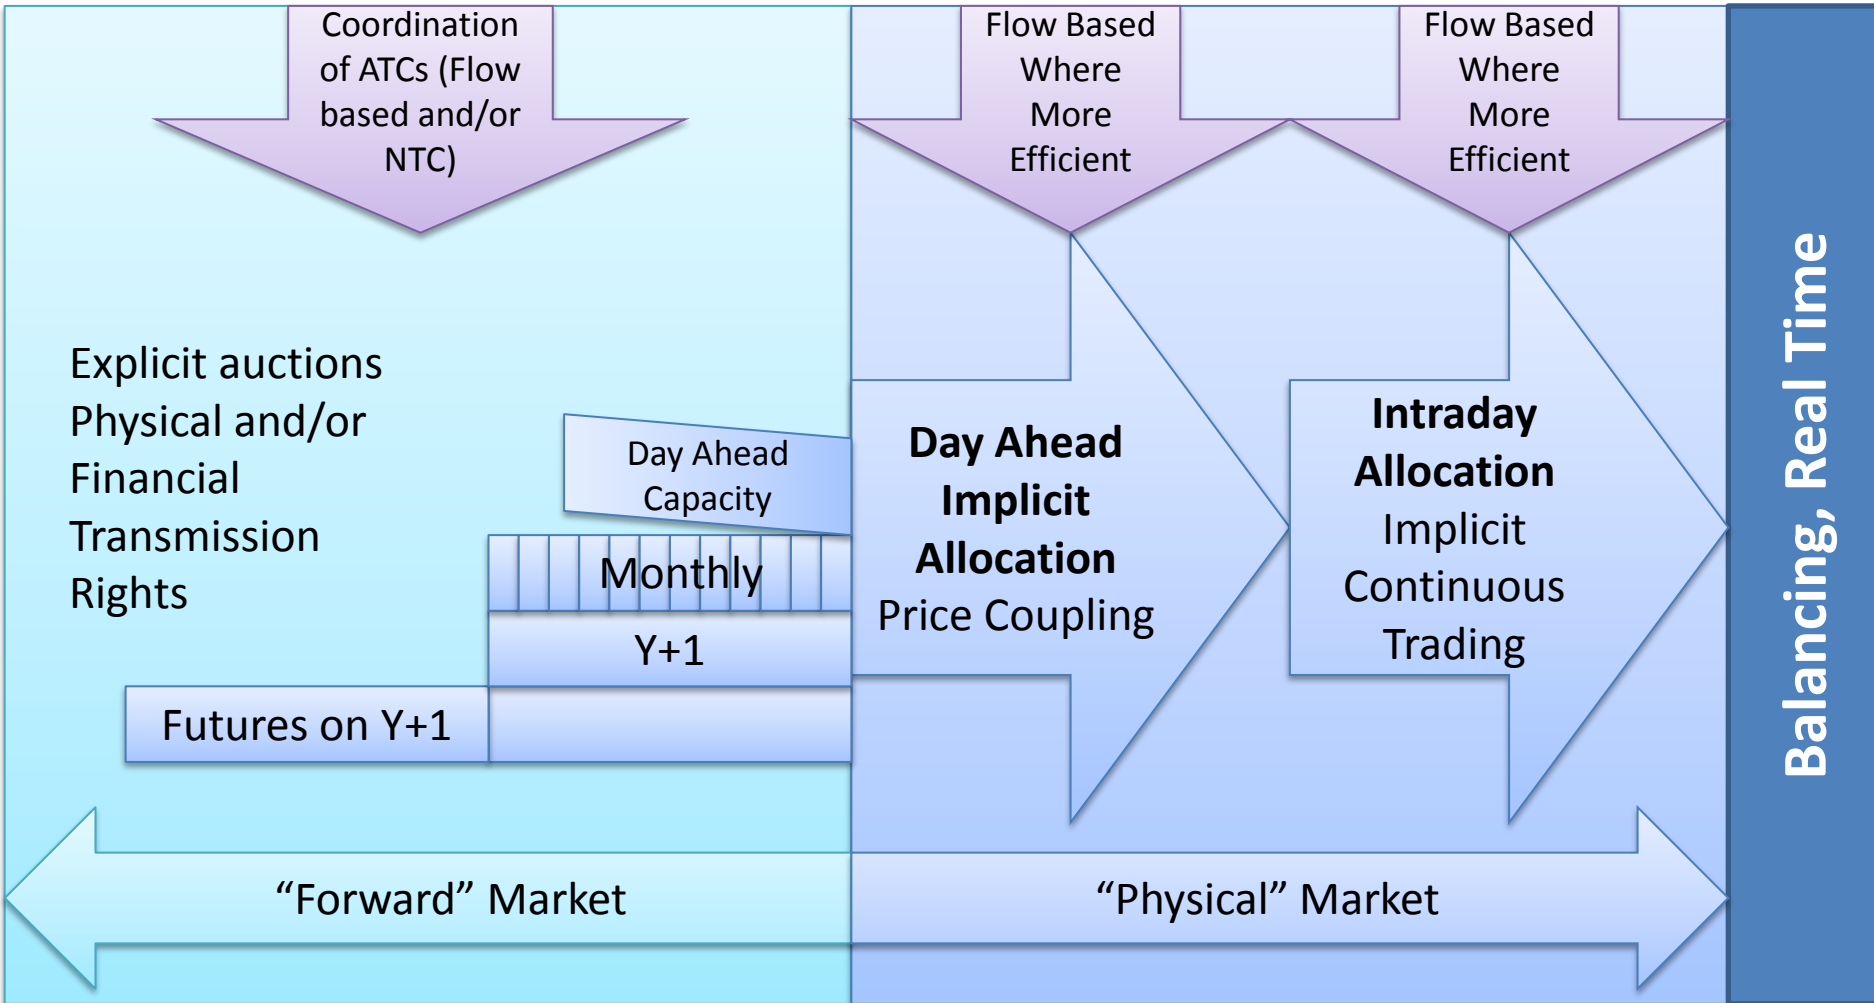 Coordination
of ATCs (Flow
based and/or
NTC)
Flow Based
Where
More
Efficient
Flow Based
Where
More
Efficient
Explicit auctions
Physical and/or
Financial
Transmission
Rights
Day Ahead
Capacity
Monthly
Y+1
Futures on Y+1
Day Ahead
Implicit
Allocation
Price Coupling
Intraday
Allocation
Implicit
Continuous
Trading
Balancing, Real Time
“Forward” Market
“Physical” Market